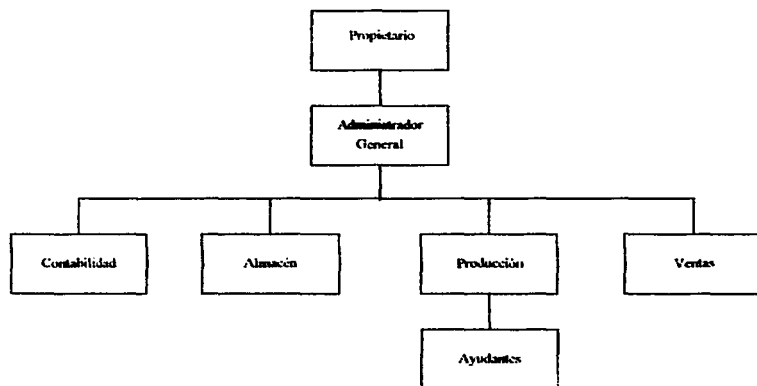 Propietario
Administrador
General
Contabilidad
Almacén
Producción
Ventas
Ayudantes